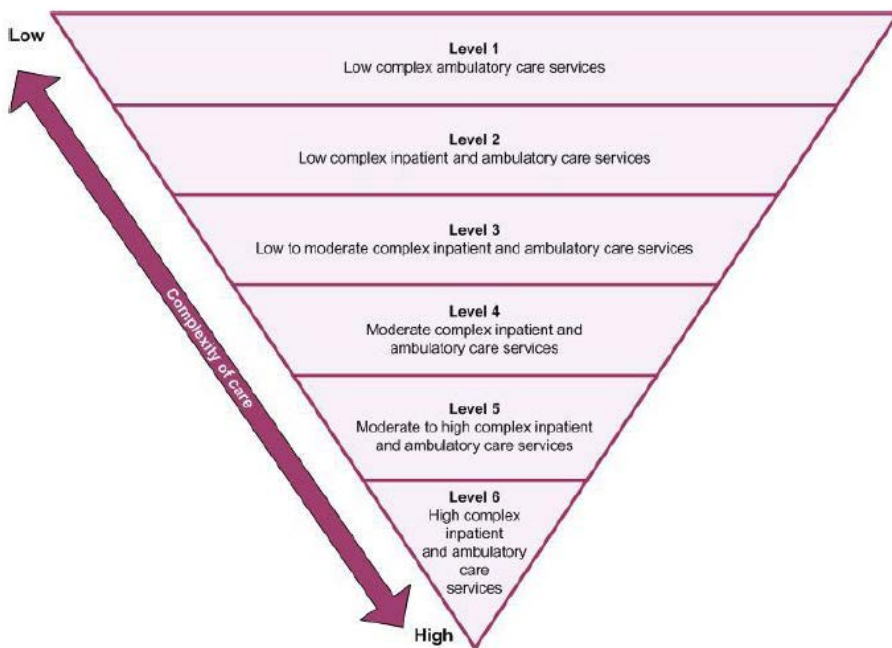 Low
Level 1
Low complex ambulatory care services
Level 2
Low complex inpatient and ambulatory care services
Level 3
Low to moderate complex inpatient and ambulatory care services
Level 4
Moderate complex inpatient and
ambulatory care services
Complexity of care
Level 5
Moderate to high complex inpatient
and ambulatory care services
Level 6
High complex
inpatient
and ambulatory
care
services
High